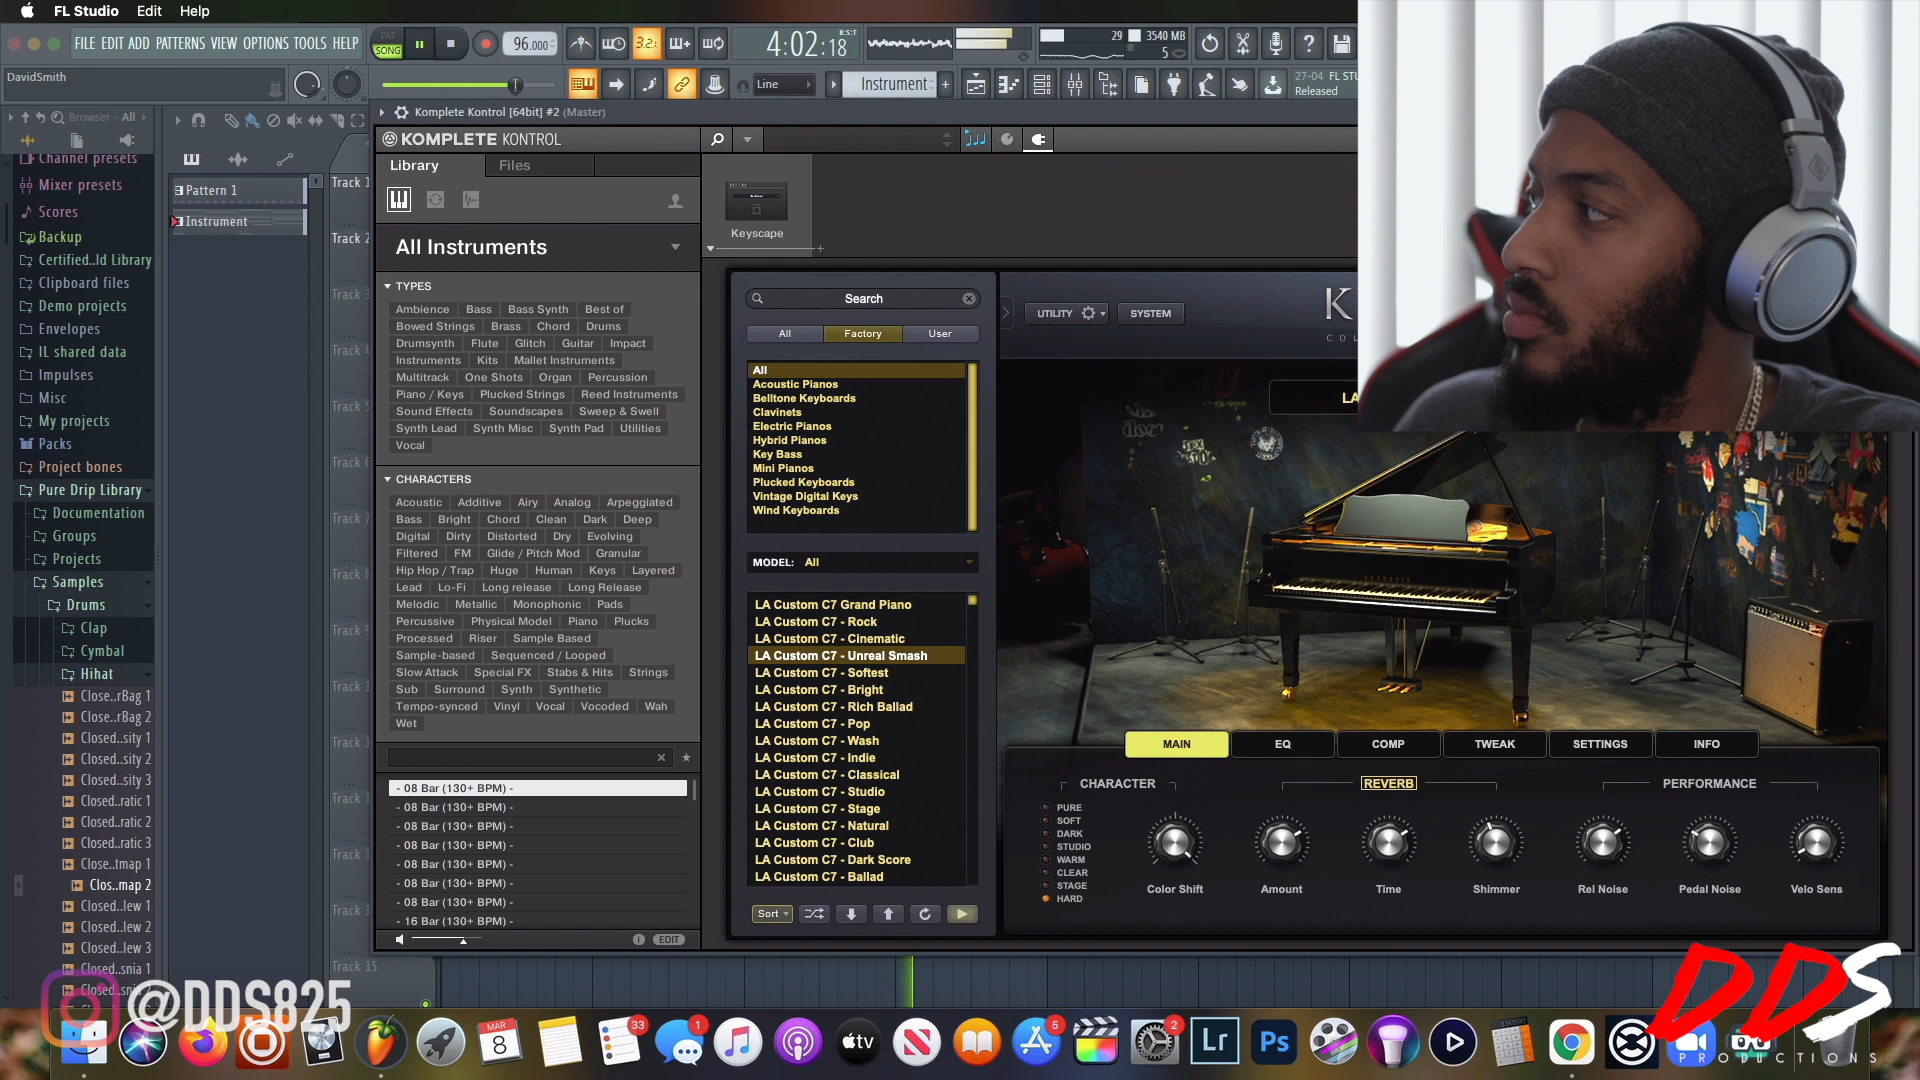 FL Studio Edit Help
FILE EDIT ADD PATTERNS VIEW OPTIONS TOOLS HELP
PAT
SONG
96.000
3.2.
4:02:18
B:S:T
29
3540 MB
5
DavidSmith
Line
Instrument
27-04 FL STU
Released
Browser - All
Komplete Kontrol [64bit] #2 (Master)
KOMPLETE KONTROL
Library
Files
Channel presets
Mixer presets
Scores
Backup
Certified..ld Library
Clipboard files
Demo projects
Envelopes
IL shared data
Impulses
Misc
My projects
Packs
Project bones
Pure Drip Library
Documentation
Groups
Projects
Samples
Drums
Clap
Cymbal
Hihat
Close..rBag 1
Close..rBag 2
Closed..sity 1
Closed..sity 2
Closed..sity 3
Closed..ratic 1
Closed..ratic 2
Closed..ratic 3
Close..tmap 1
Clos..map 2
Closed..lew 1
Closed..lew 2
Closed..lew 3
Closed..snia 1
Pattern 1
Instrument
Track 1
Track 2
Track 15
All Instruments
TYPES
Ambience Bass Bass Synth Best of
Bowed Strings Brass Chord Drums
Drumsynth Flute Glitch Guitar Impact
Instruments Kits Mallet Instruments
Multitrack One Shots Organ Percussion
Piano / Keys Plucked Strings Reed Instruments
Sound Effects Soundscapes Sweep & Swell
Synth Lead Synth Misc Synth Pad Utilities
Vocal
CHARACTERS
Acoustic Additive Airy Analog Arpeggiated
Bass Bright Chord Clean Dark Deep
Digital Dirty Distorted Dry Evolving
Filtered FM Glide / Pitch Mod Granular
Hip Hop / Trap Huge Human Keys Layered
Lead Lo-Fi Long release Long Release
Melodic Metallic Monophonic Pads
Percussive Physical Model Piano Plucks
Processed Riser Sample Based
Sample-based Sequenced / Looped
Slow Attack Special FX Stabs & Hits Strings
Sub Surround Synth Synthetic
Tempo-synced Vinyl Vocal Vocoded Wah
Wet
- 08 Bar (130+ BPM) -
- 08 Bar (130+ BPM) -
- 08 Bar (130+ BPM) -
- 08 Bar (130+ BPM) -
- 08 Bar (130+ BPM) -
- 08 Bar (130+ BPM) -
- 08 Bar (130+ BPM) -
- 16 Bar (130+ BPM) -
EDIT
Keyscape
Search
All Factory User
All
Acoustic Pianos
Belltone Keyboards
Clavinets
Electric Pianos
Hybrid Pianos
Key Bass
Mini Pianos
Plucked Keyboards
Vintage Digital Keys
Wind Keyboards
MODEL: All
LA Custom C7 Grand Piano
LA Custom C7 - Rock
LA Custom C7 - Cinematic
LA Custom C7 - Unreal Smash
LA Custom C7 - Softest
LA Custom C7 - Bright
LA Custom C7 - Rich Ballad
LA Custom C7 - Pop
LA Custom C7 - Wash
LA Custom C7 - Indie
LA Custom C7 - Classical
LA Custom C7 - Studio
LA Custom C7 - Stage
LA Custom C7 - Natural
LA Custom C7 - Club
LA Custom C7 - Dark Score
LA Custom C7 - Ballad
Sort
UTILITY
SYSTEM
K
COL
LA
MAIN EQ COMP TWEAK SETTINGS INFO
CHARACTER
REVERB
PERFORMANCE
PURE
SOFT
DARK
STUDIO
WARM
CLEAR
STAGE
HARD
Color Shift Amount Time Shimmer Rel Noise Pedal Noise Velo Sens
@DDS825
DDS
PRODUCTIONS
MAR
8
33
1
tv
5
2
Lr
Ps